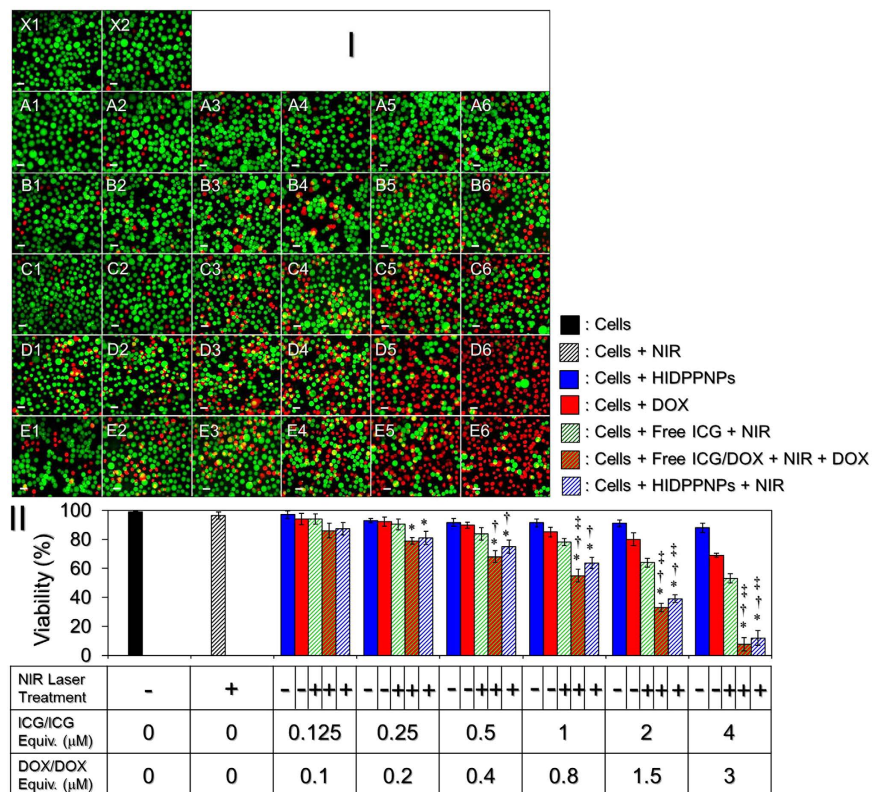 X1 X2 I
A1 A2 A3 A4 A5 A6
B1 B2 B3 B4 B5 B6
C1 C2 C3 C4 C5 C6
D1 D2 D3 D4 D5 D6
E1 E2 E3 E4 E5 E6
: Cells
: Cells + NIR
: Cells + HIDPPNPs
: Cells + DOX
: Cells + Free ICG + NIR
: Cells + Free ICG/DOX + NIR + DOX
: Cells + HIDPPNPs + NIR
II
Viability (%)
100
80
60
40
20
0
* *
† * † *
‡ † * † *
‡ † * ‡ † *
‡ † * ‡ † *
NIR Laser Treatment - + - - + + + - - + + + - - + + + - - + + + - - + + + - - + + +
ICG/ICG Equiv. (μM) 0 0 0.125 0.25 0.5 1 2 4
DOX/DOX Equiv. (μM) 0 0 0.1 0.2 0.4 0.8 1.5 3